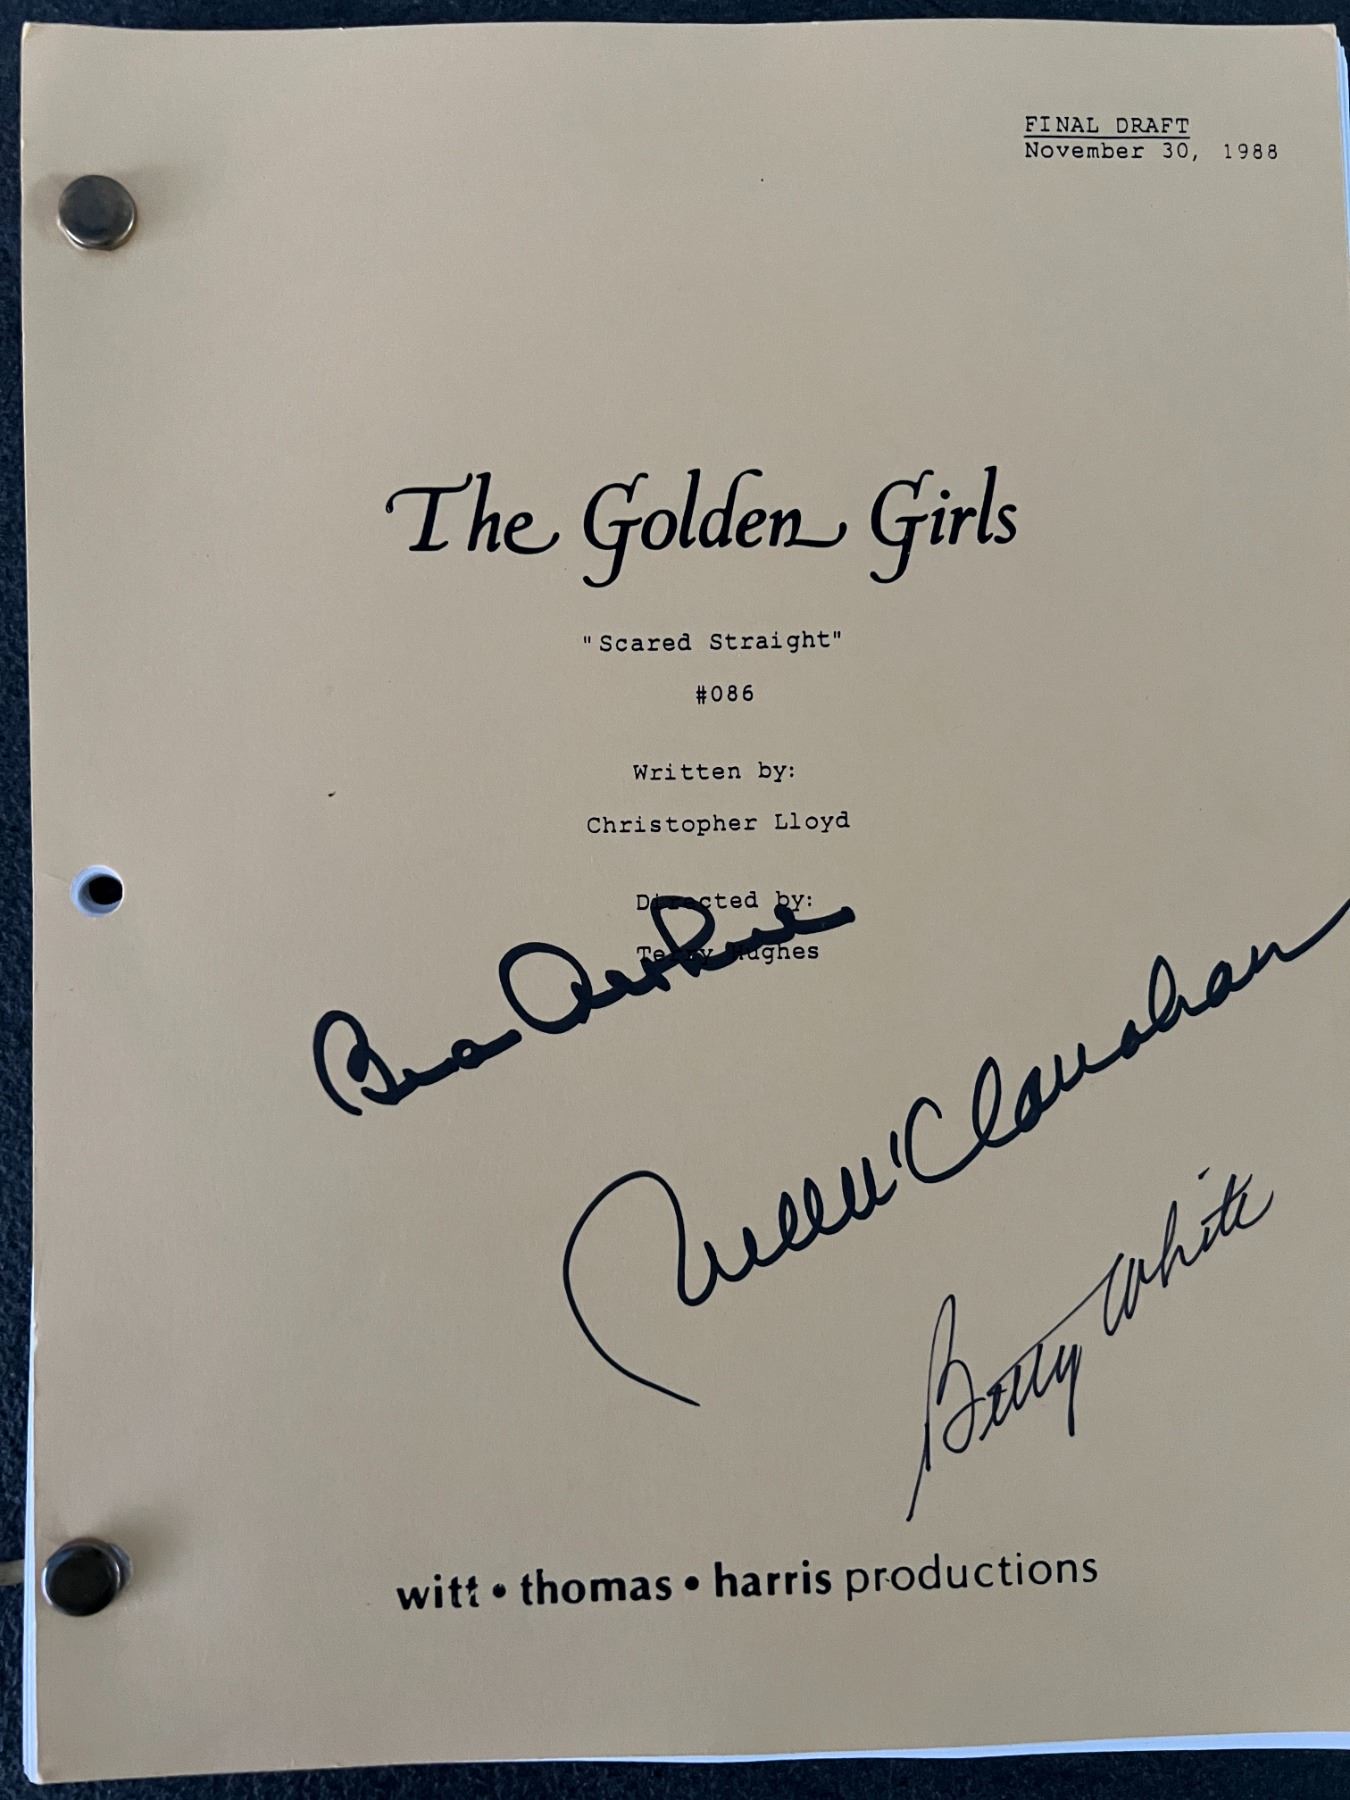 FINAL DRAFT
November 30, 1988
The Golden Girls
"Scared Straight"
#086
Written by:
Christopher Lloyd
Directed by:
Terry Hughes
Bea Arthur
Rue McClanahan
Betty White
witt • thomas • harris productions